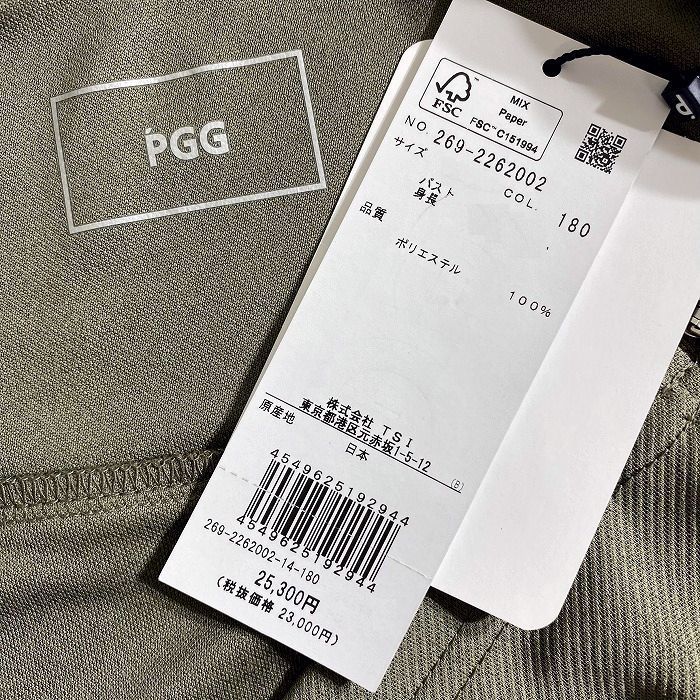 PGG
FSC
MIX
Paper
FSC™ C151994
NO. 269-2262002
サイズ COL. 180
バスト
身長
品質
ポリエステル
100%
株式会社 TSI
東京都港区元赤坂1-5-12
原産地 日本 (B)
4549625192944
4549625192944
269-2262002-14-180
25,300円
(税抜価格 23,000円)